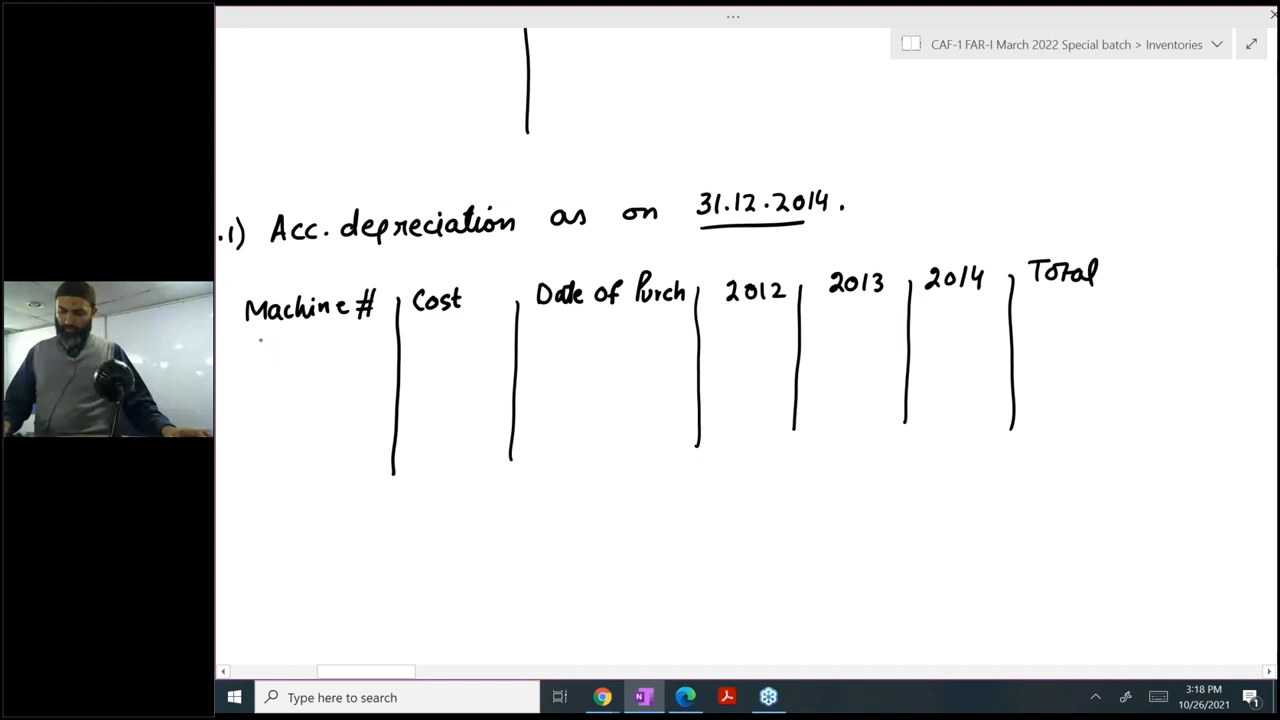 CAF-1 FAR-I March 2022 Special batch > Inventories
.1) Acc. depreciation as on 31.12.2014.
Machine # Cost Date of Purch 2012 2013 2014 Total
Type here to search
3:18 PM
10/26/2021
1